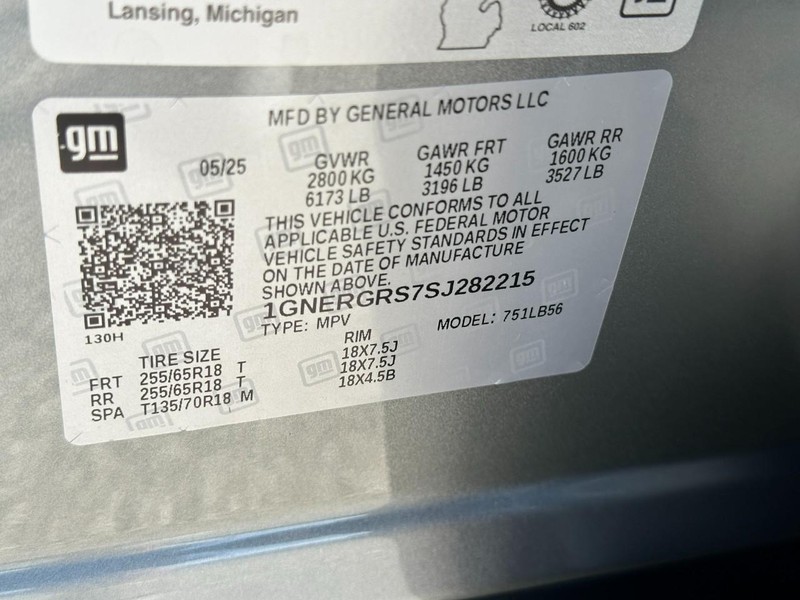 Lansing, Michigan
LOCAL 602
gm
MFD BY GENERAL MOTORS LLC
05/25
GVWR
2800 KG
6173 LB
GAWR FRT
1450 KG
3196 LB
GAWR RR
1600 KG
3527 LB
THIS VEHICLE CONFORMS TO ALL
APPLICABLE U.S. FEDERAL MOTOR
VEHICLE SAFETY STANDARDS IN EFFECT
ON THE DATE OF MANUFACTURE
SHOWN ABOVE.
1GNERGRS7SJ282215
TYPE: MPV
MODEL: 751LB56
130H
TIRE SIZE
RIM
FRT 255/65R18 T 18X7.5J
RR 255/65R18 T 18X7.5J
SPA T135/70R18 M 18X4.5B